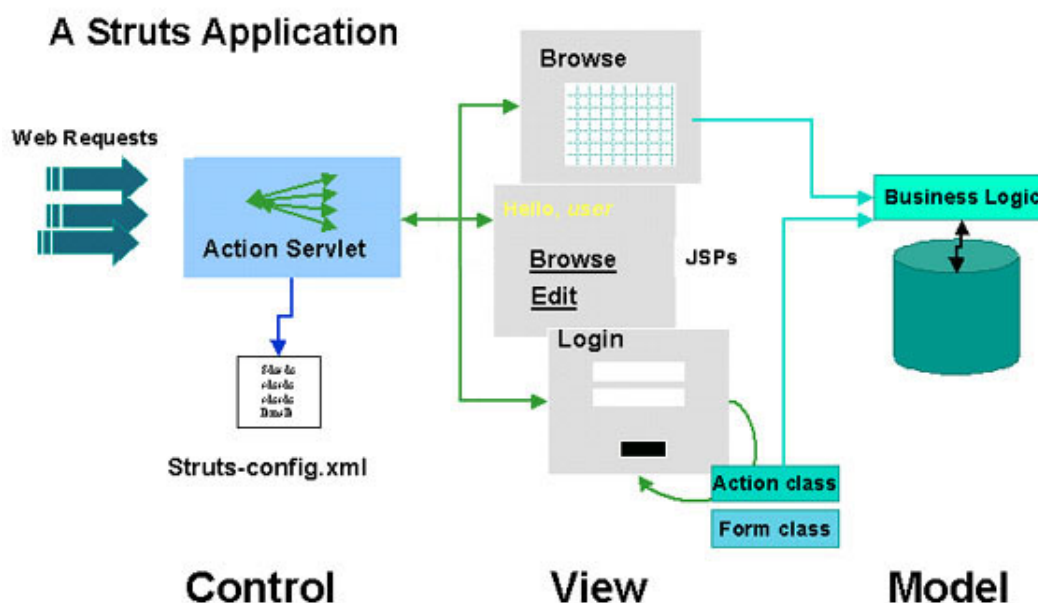 A Struts Application
Web Requests
Action Servlet
Struts-config.xml
Browse
Hello, user
Browse
Edit
JSPs
Login
Action class
Form class
Business Logic
Control
View
Model